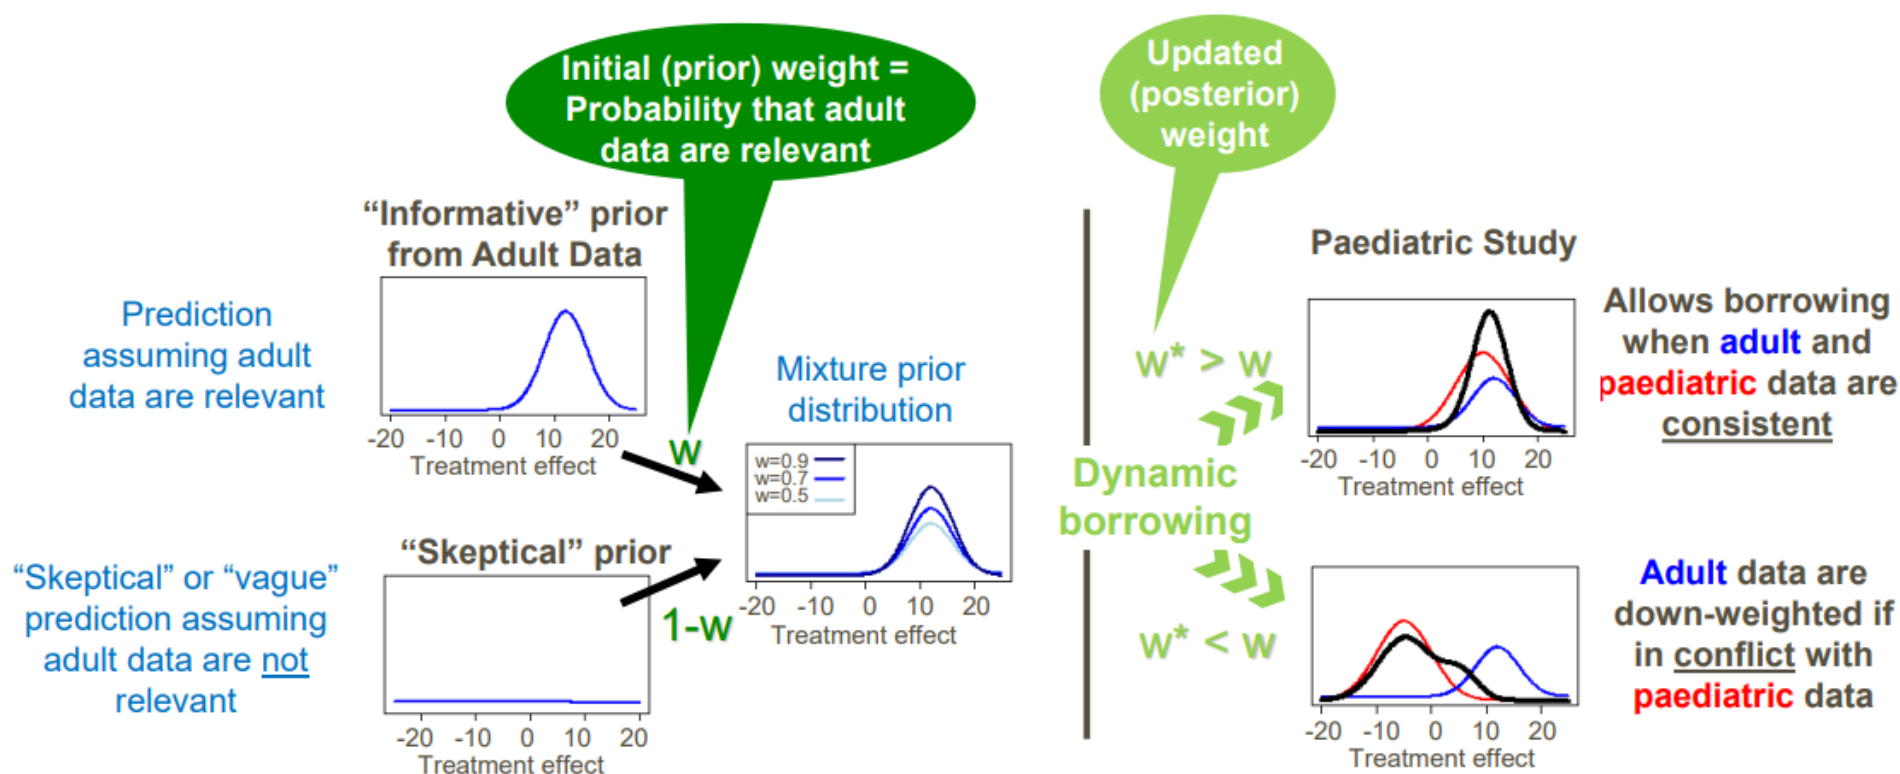 Initial (prior) weight =
Probability that adult
data are relevant
Updated
(posterior)
weight
“Informative” prior
from Adult Data
Prediction
assuming adult
data are relevant
-20 -10 0 10 20
Treatment effect
w
“Skeptical” prior
“Skeptical” or “vague”
prediction assuming
adult data are not
relevant
-20 -10 0 10 20
Treatment effect
1-w
Mixture prior
distribution
w=0.9
w=0.7
w=0.5
-20 -10 0 10 20
Treatment effect
Dynamic
borrowing
w* > w
w* < w
Paediatric Study
-20 -10 0 10 20
Treatment effect
Allows borrowing
when adult and
paediatric data are
consistent
-20 -10 0 10 20
Treatment effect
Adult data are
down-weighted if
in conflict with
paediatric data